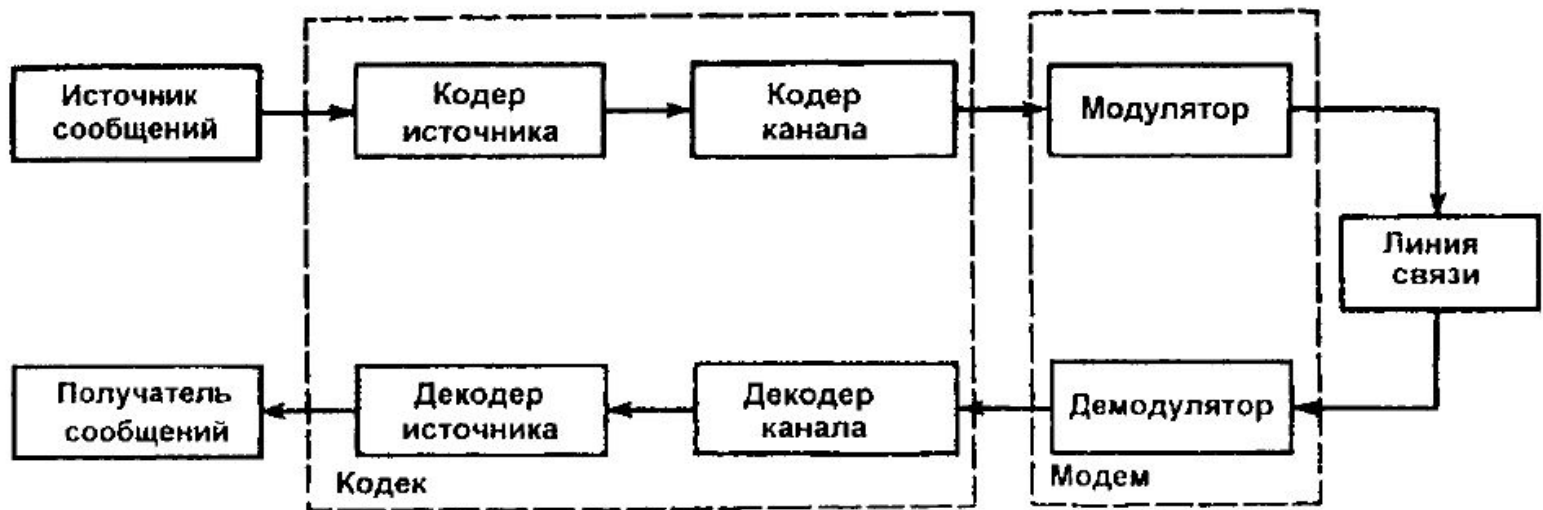 Источник
сообщений
Кодер
источника
Кодер
канала
Модулятор
Линия
связи
Получатель
сообщений
Декодер
источника
Декодер
канала
Демодулятор
Кодек
Модем